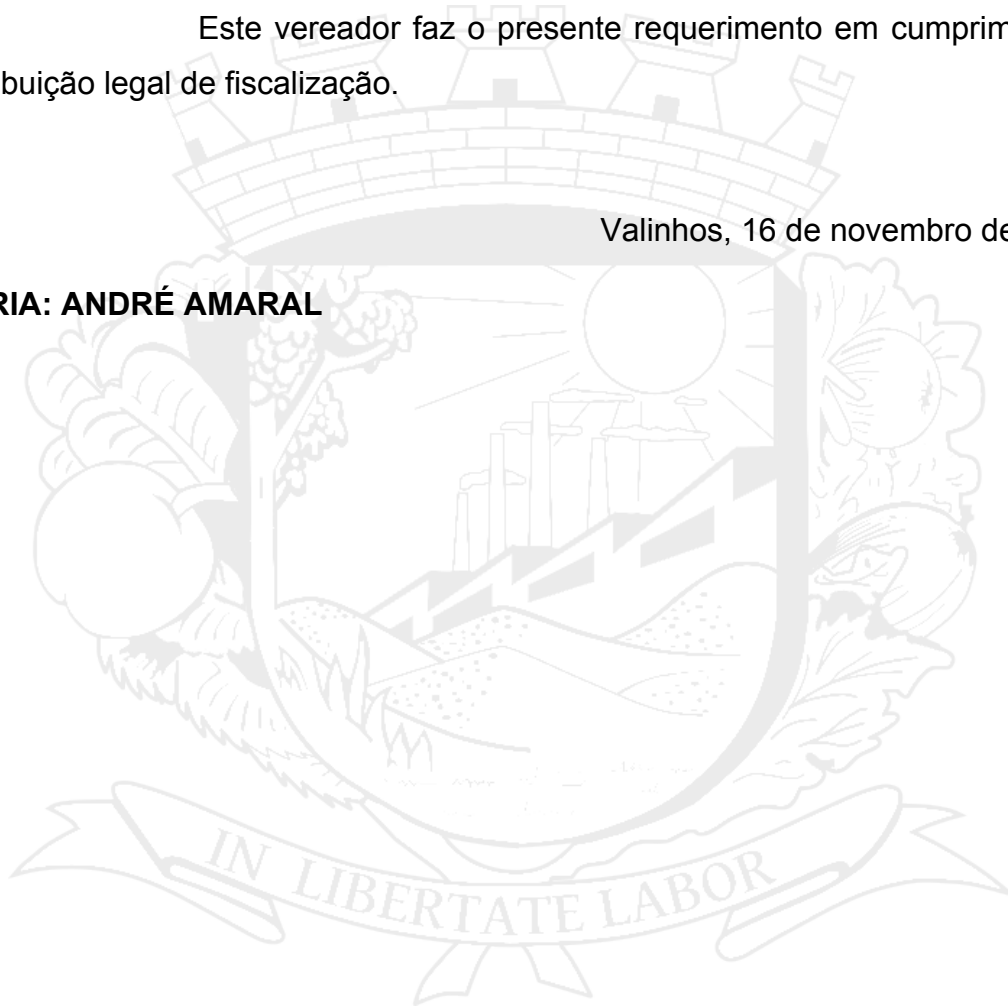 Este vereador faz o presente requerimento em cumprim
buição legal de fiscalização.
Valinhos, 16 de novembro de
RIA: ANDRÉ AMARAL
IN LIBERTATE LABOR